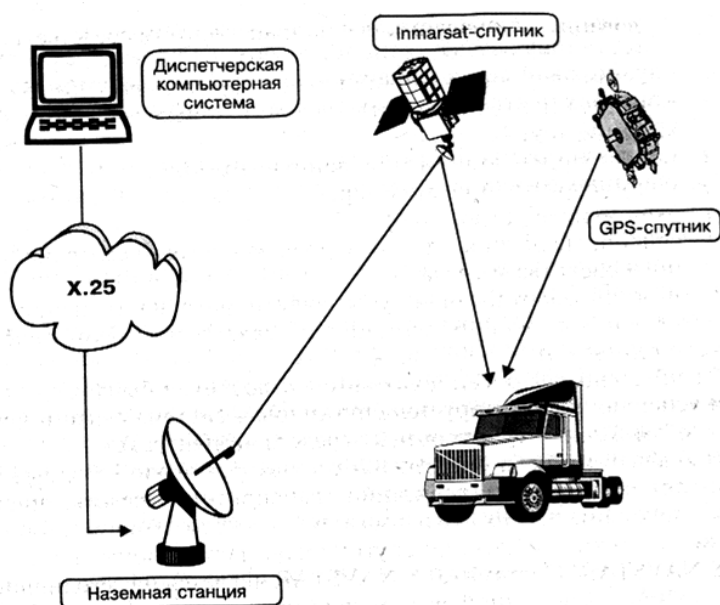 Inmarsat-спутник
Диспетчерская
компьютерная
система
GPS-спутник
X.25
Наземная станция